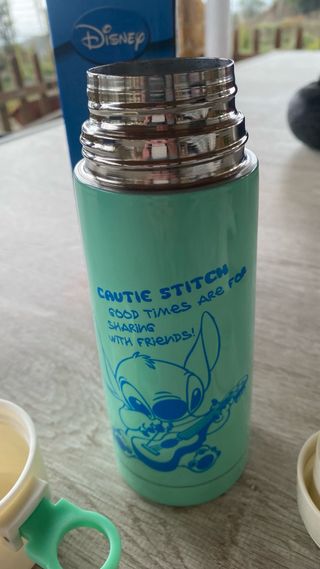 Disney
CAUTIE STITCH
GOOD TIMES ARE FOR
SHARING
WITH FRIENDS!